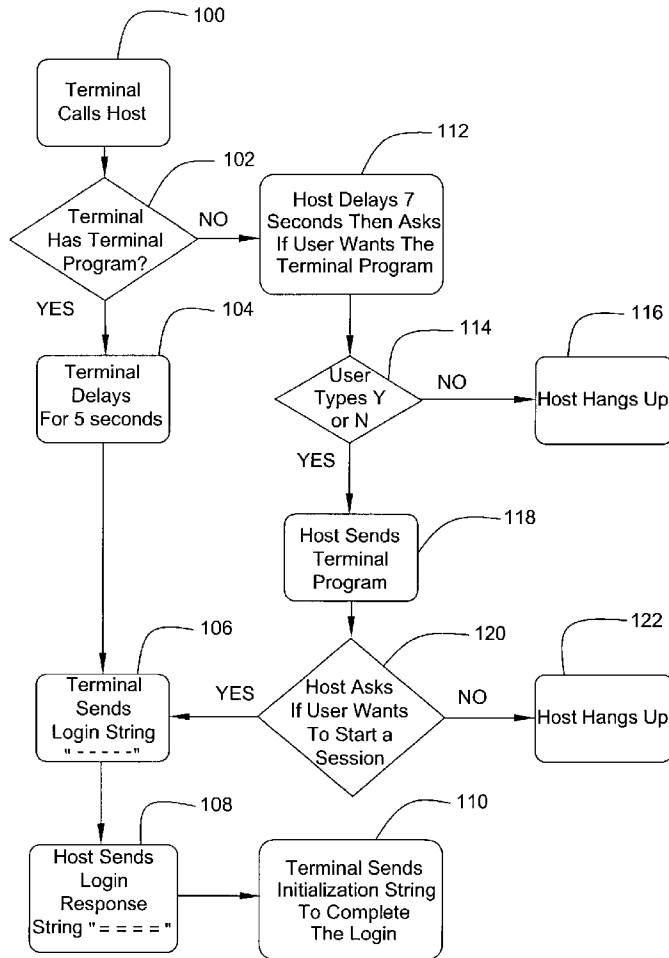 100
Terminal
Calls Host
102
Terminal
Has Terminal
Program?
NO
YES
112
Host Delays 7
Seconds Then Asks
If User Wants The
Terminal Program
104
Terminal
Delays
For 5 seconds
114
User
Types Y
or N
NO
YES
116
Host Hangs Up
118
Host Sends
Terminal
Program
106
Terminal
Sends
Login String
" - - - - - "
120
Host Asks
If User Wants
To Start a
Session
YES
NO
122
Host Hangs Up
108
Host Sends
Login
Response
String " = = = = "
110
Terminal Sends
Initialization String
To Complete
The Login